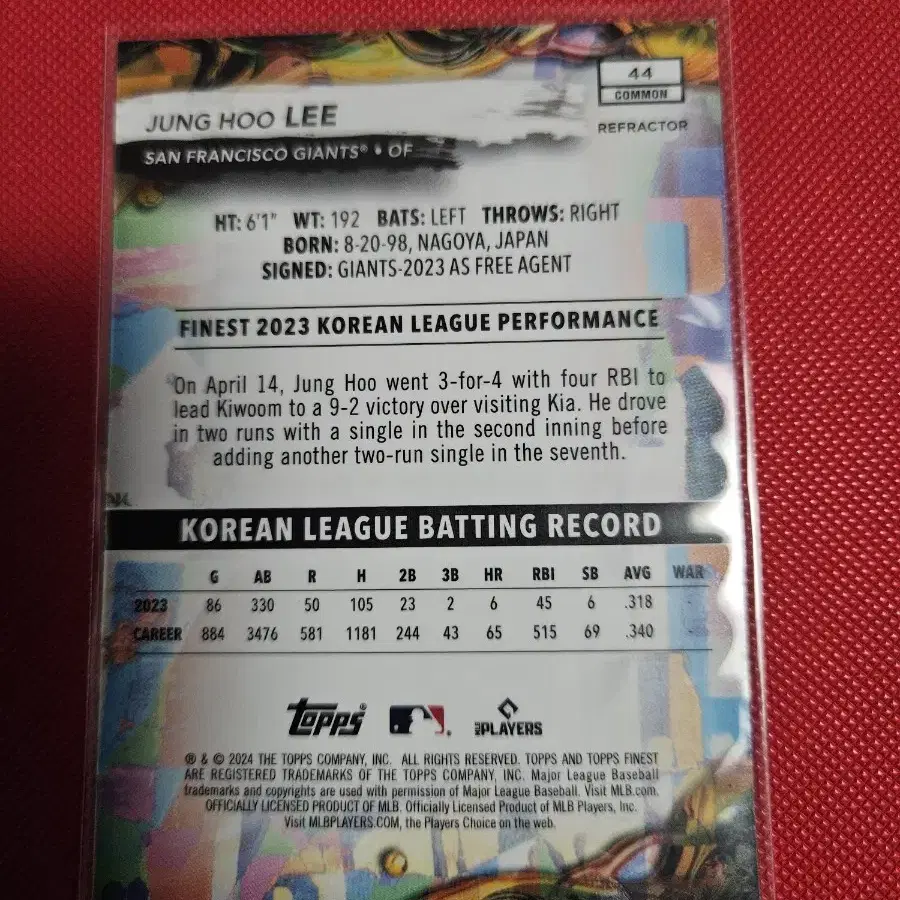 44
COMMON
REFRACTOR
JUNG HOO LEE
SAN FRANCISCO GIANTS® • OF
HT: 6'1" WT: 192 BATS: LEFT THROWS: RIGHT
BORN: 8-20-98, NAGOYA, JAPAN
SIGNED: GIANTS-2023 AS FREE AGENT
FINEST 2023 KOREAN LEAGUE PERFORMANCE
On April 14, Jung Hoo went 3-for-4 with four RBI to
lead Kiwoom to a 9-2 victory over visiting Kia. He drove
in two runs with a single in the second inning before
adding another two-run single in the seventh.
NK
KOREAN LEAGUE BATTING RECORD
G AB R H 2B 3B HR RBI SB AVG WAR
2023 86 330 50 105 23 2 6 45 6 .318
CAREER 884 3476 581 1181 244 43 65 515 69 .340
topps®
MLB PLAYERS
® & © 2024 THE TOPPS COMPANY, INC. ALL RIGHTS RESERVED. TOPPS AND TOPPS FINEST
ARE REGISTERED TRADEMARKS OF THE TOPPS COMPANY, INC. Major League Baseball
trademarks and copyrights are used with permission of Major League Baseball. Visit MLB.com.
OFFICIALLY LICENSED PRODUCT OF MLB. Officially Licensed Product of MLB Players, Inc.
Visit MLBPLAYERS.COM, the Players Choice on the web.